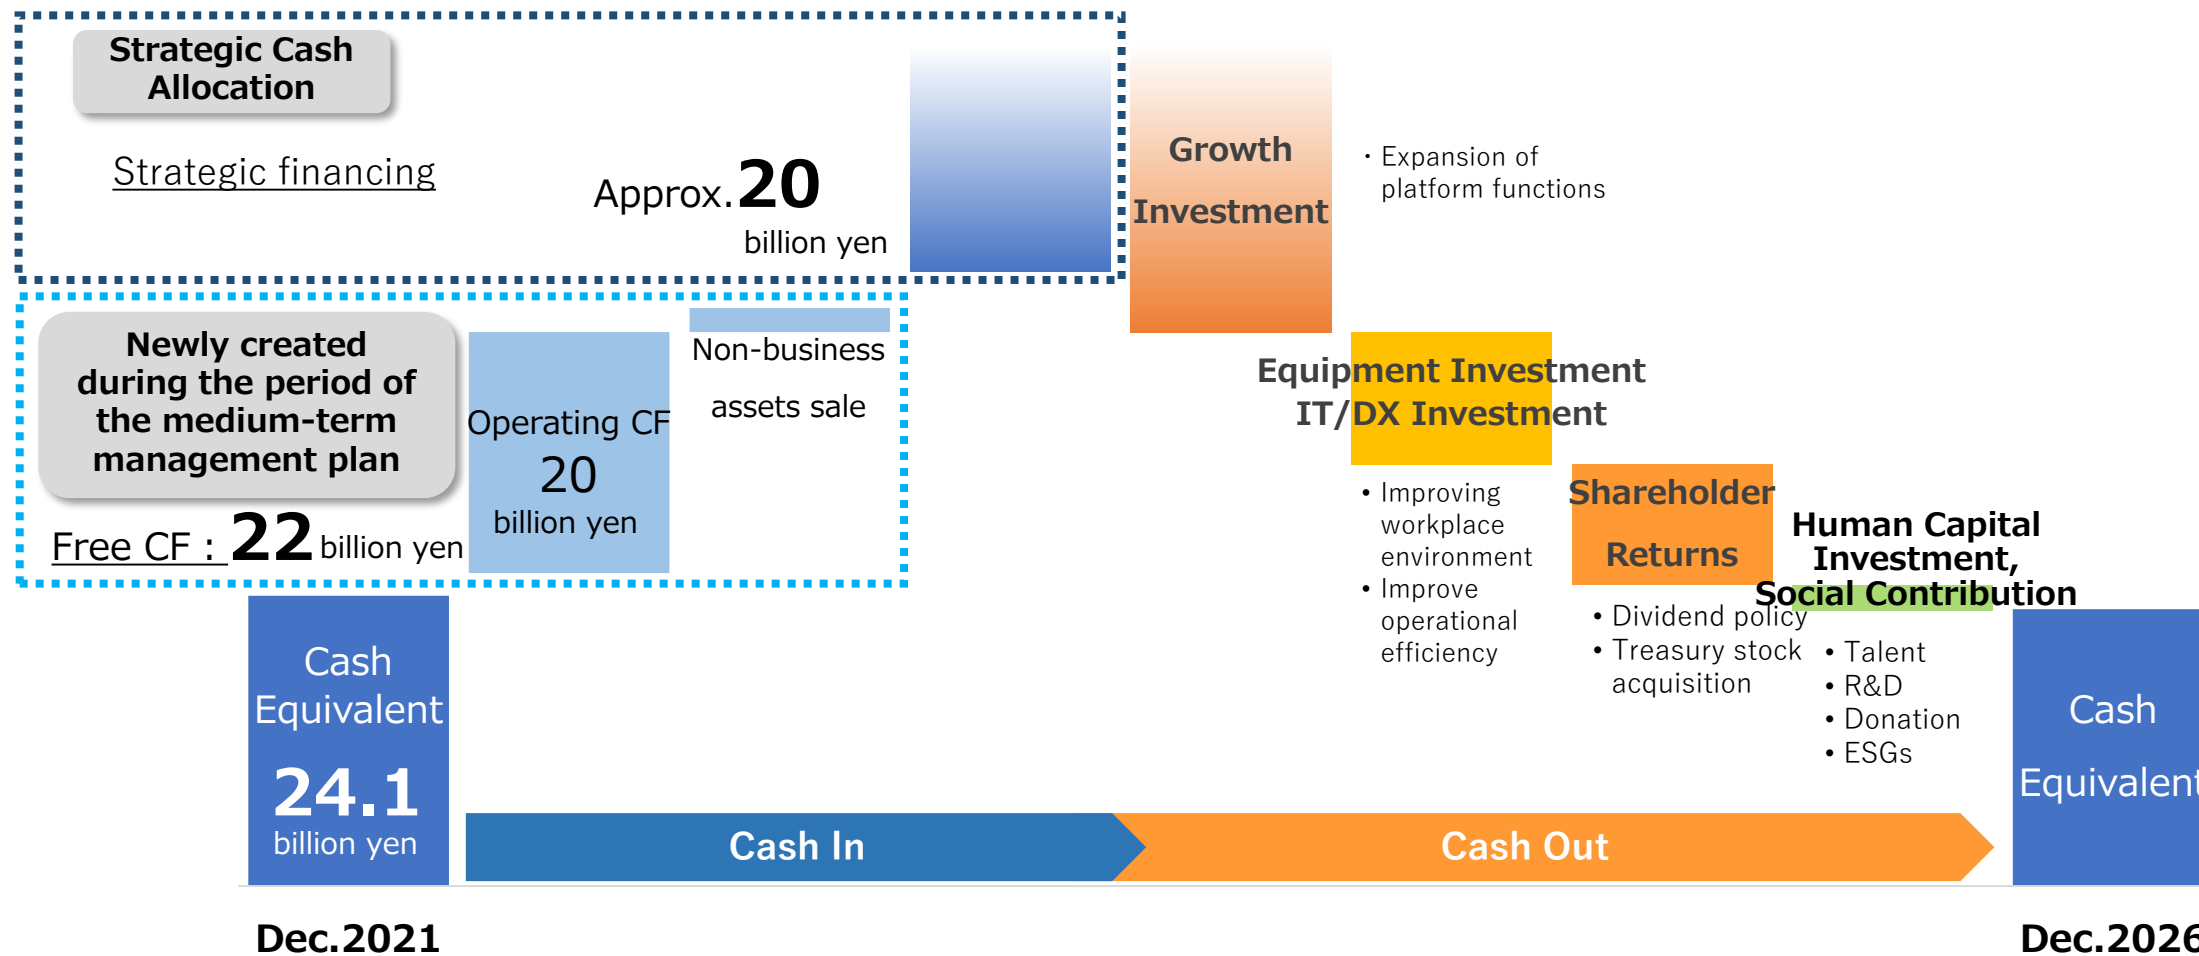 Strategic Cash
Allocation
Strategic financing
Approx.20
billion yen
Growth
Investment
・Expansion of
platform functions
Newly created
during the period of
the medium-term
management plan
Free CF : 22 billion yen
Operating CF
20
billion yen
Non-business
assets sale
Equipment Investment
IT/DX Investment
• Improving
workplace
environment
• Improve
operational
efficiency
Shareholder
Returns
• Dividend policy
• Treasury stock
acquisition
Human Capital
Investment,
Social Contribution
• Talent
• R&D
• Donation
• ESGs
Cash
Equivalent
24.1
billion yen
Cash In
Cash Out
Cash
Equivalent
Dec.2021
Dec.2026